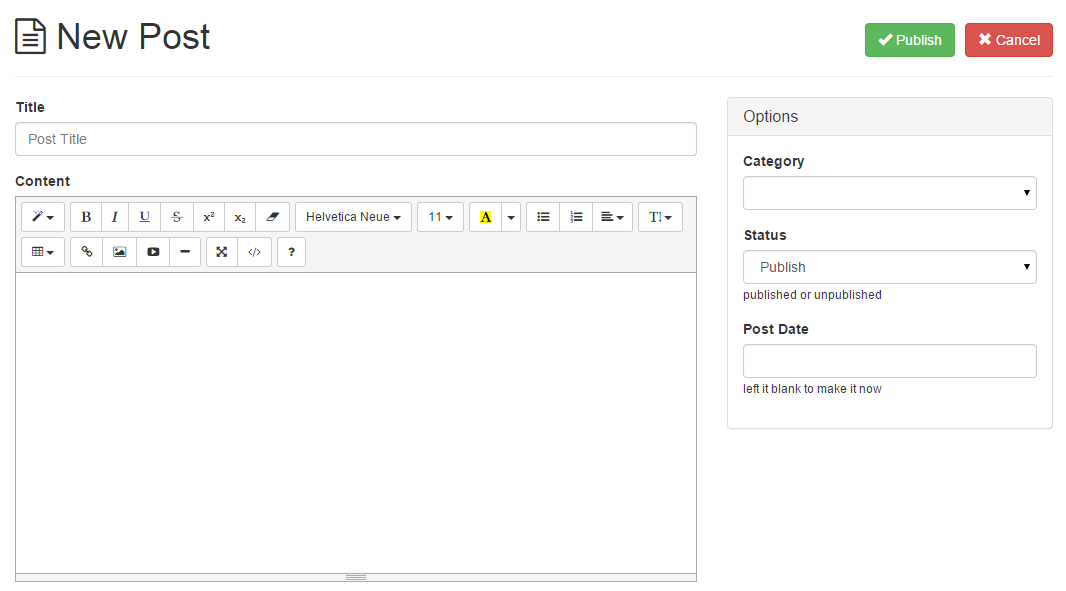 New Post
Publish
Cancel
Title
Post Title
Content
B I U S x² x₂ Helvetica Neue 11 A TI
</> ?
Options
Category
Status
Publish
published or unpublished
Post Date
left it blank to make it now